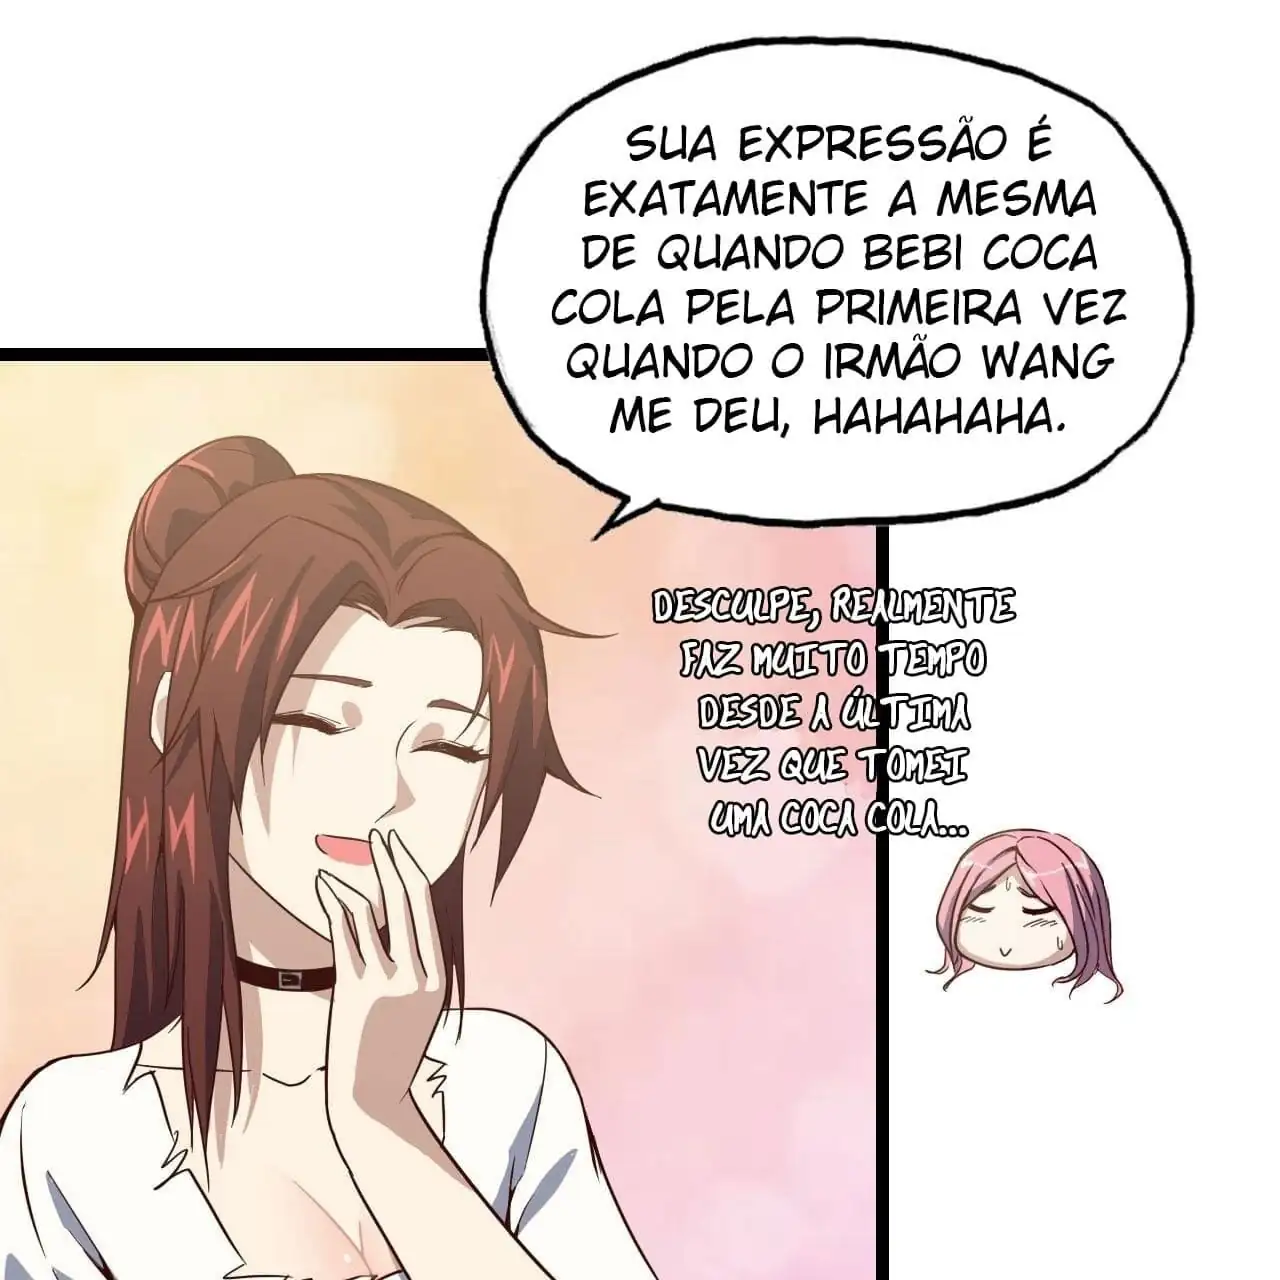 SUA EXPRESSÃO É
EXATAMENTE A MESMA
DE QUANDO BEBI COCA
COLA PELA PRIMEIRA VEZ
QUANDO O IRMÃO WANG
ME DEU, HAHAHAHA.
DESCULPE, REALMENTE
FAZ MUITO TEMPO
DESDE A ÚLTIMA
VEZ QUE TOMEI
UMA COCA COLA...